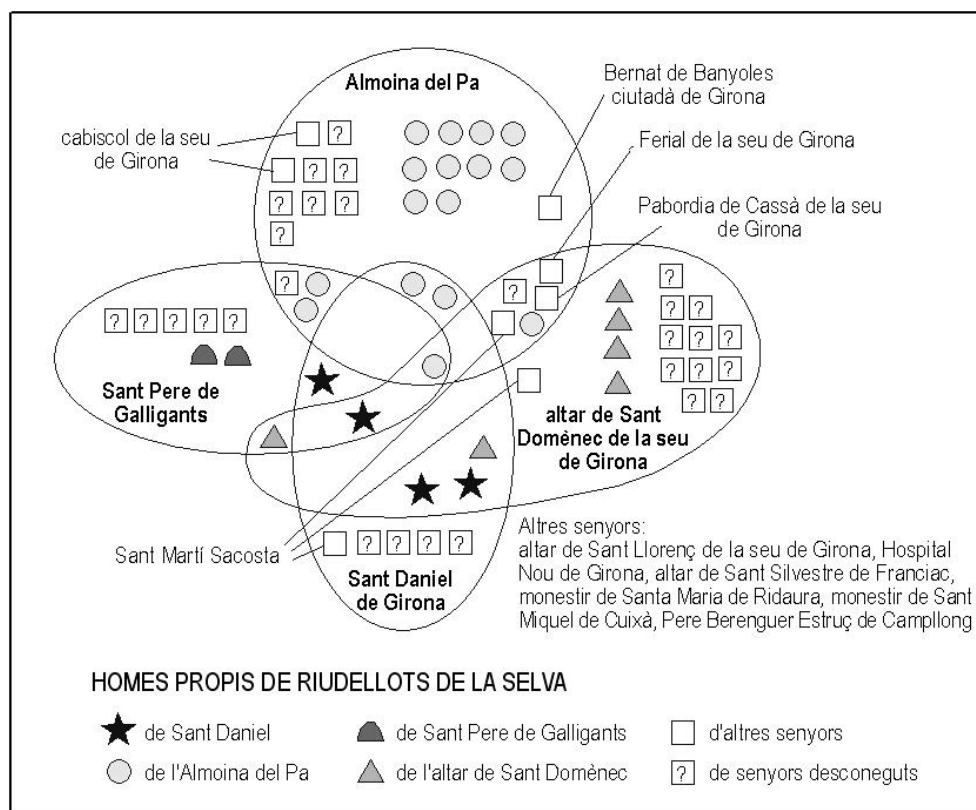 Almoina del Pa
Bernat de Banyoles
ciutadà de Girona
cabiscol de la seu
de Girona
Ferial de la seu de Girona
Pabordia de Cassà de la seu
de Girona
?
? ?
? ? ?
?
?
?
?
? ?
? ? ?
? ? ?
? ?
? ? ? ? ?
Sant Pere de
Galligants
altar de Sant
Domènec de la seu
de Girona
Sant Martí Sacosta
? ? ? ?
Sant Daniel
de Girona
Altres senyors:
altar de Sant Llorenç de la seu de Girona, Hospital
Nou de Girona, altar de Sant Silvestre de Franciac,
monestir de Santa Maria de Ridaura, monestir de Sant
Miquel de Cuixà, Pere Berenguer Estruç de Campllong
HOMES PROPIS DE RIUDELLOTS DE LA SELVA
de Sant Daniel
de Sant Pere de Galligants
d'altres senyors
de l'Almoina del Pa
de l'altar de Sant Domènec
? de senyors desconeguts